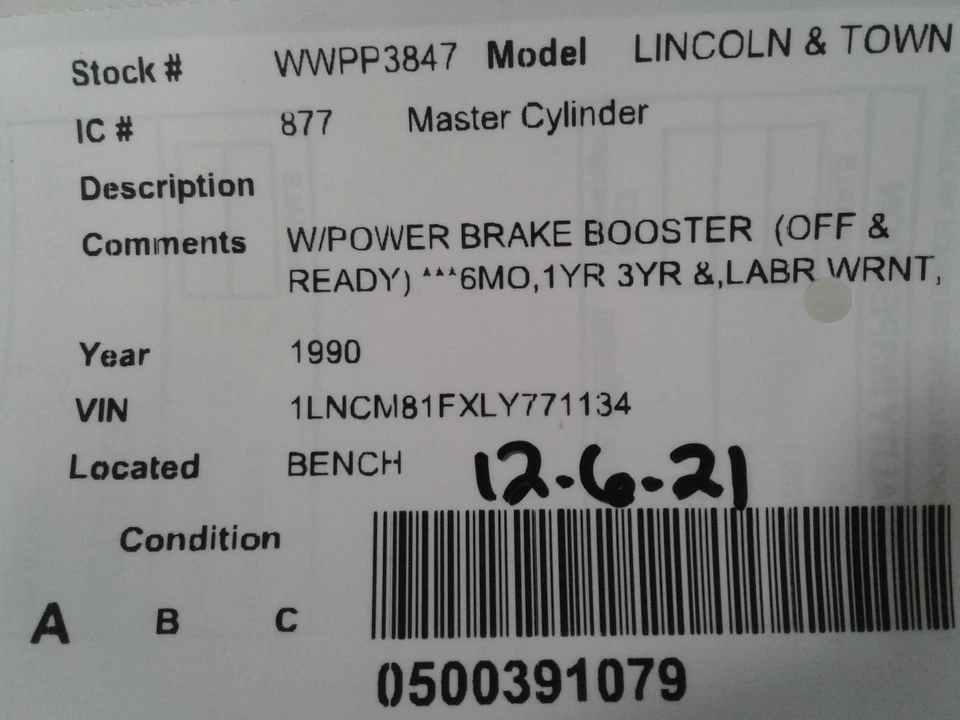 Stock # WWPP3847 Model LINCOLN & TOWN
IC # 877 Master Cylinder
Description
Comments W/POWER BRAKE BOOSTER (OFF &
READY) ***6MO,1YR 3YR &,LABR WRNT,
Year 1990
VIN 1LNCM81FXLY771134
Located BENCH 12.6.21
Condition
A B C
0500391079